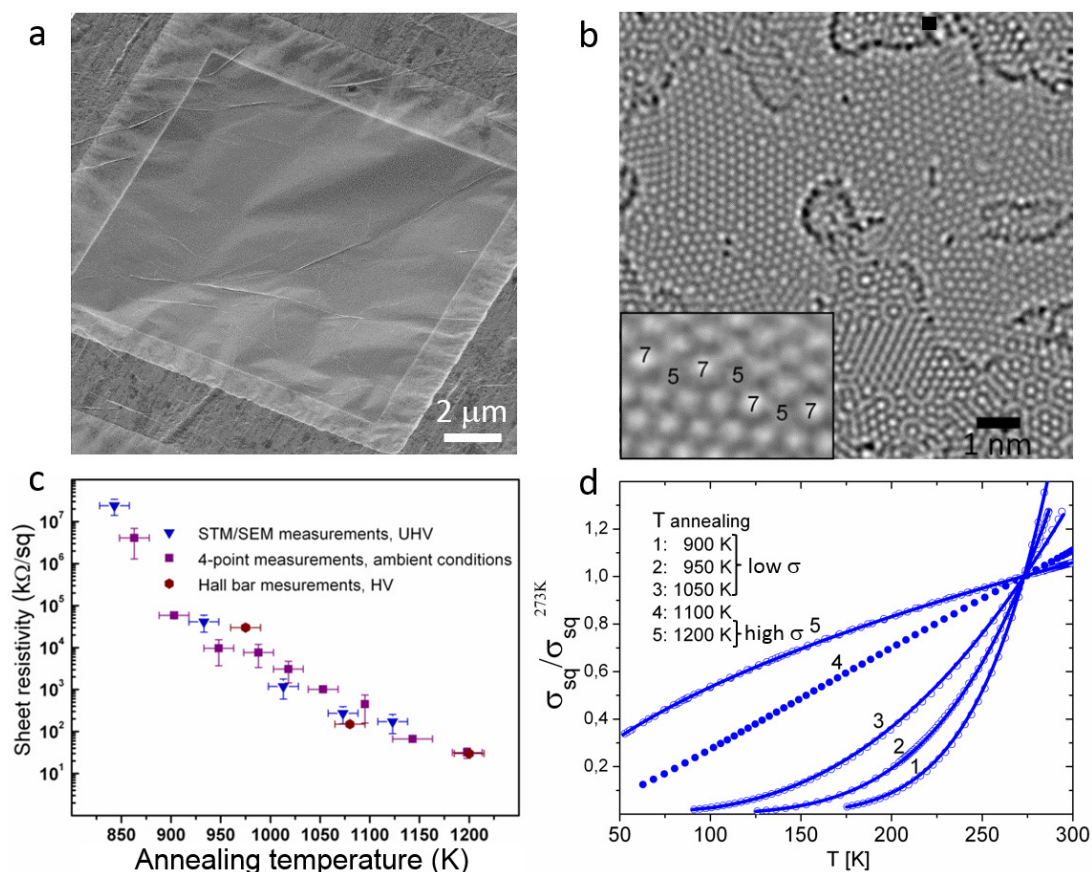 a
2 μm
b
7 7 5 5 7 7 5
1 nm
c
Sheet resistivity (kΩ/sq)
10⁷
10⁶
10⁵
10⁴
10³
10²
10¹
STM/SEM measurements, UHV
4-point measurements, ambient conditions
Hall bar mesurements, HV
850 900 950 1000 1050 1100 1150 1200
Annealing temperature (K)
d
σsq/σsq²⁷³ᴷ
1,2
1,0
0,8
0,6
0,4
0,2
T annealing
1: 900 K
2: 950 K
3: 1050 K
low σ
4: 1100 K
5: 1200 K
high σ
5
4
3
2
1
50 100 150 200 250 300
T [K]